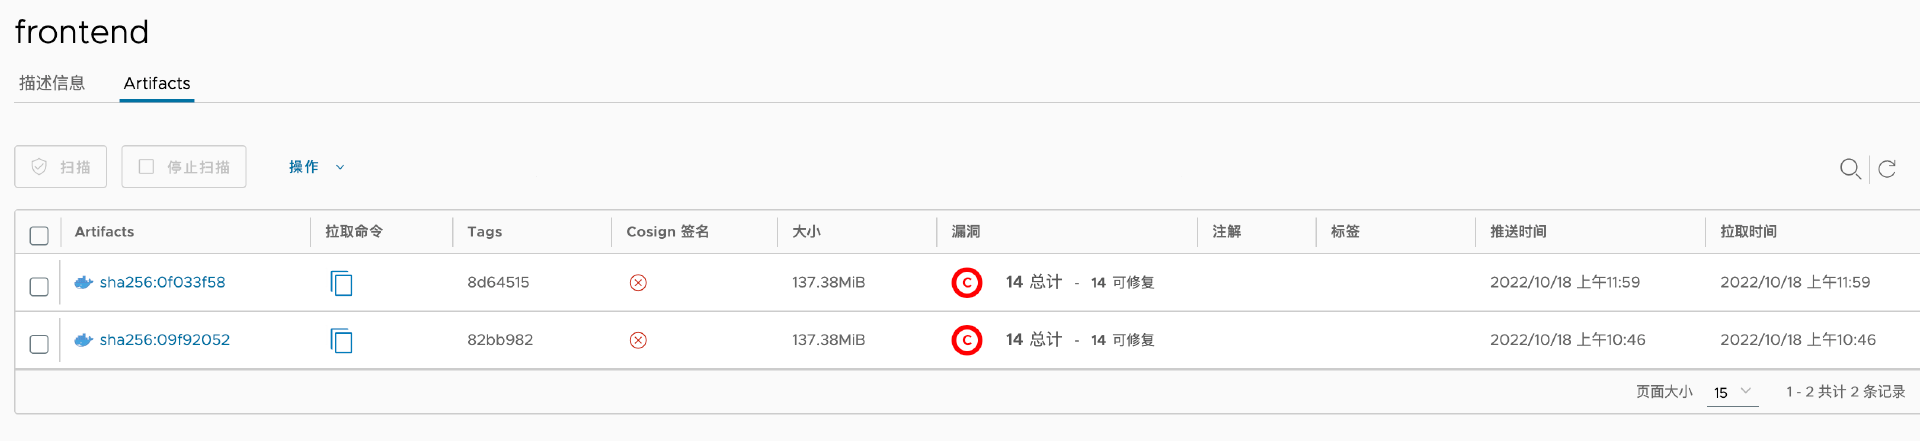 frontend
描述信息 Artifacts
扫描 停止扫描 操作
Artifacts 拉取命令 Tags Cosign 签名 大小 漏洞 注解 标签 推送时间 拉取时间
sha256:0f033f58 8d64515 137.38MiB C 14 总计 - 14 可修复 2022/10/18 上午11:59 2022/10/18 上午11:59
sha256:09f92052 82bb982 137.38MiB C 14 总计 - 14 可修复 2022/10/18 上午10:46 2022/10/18 上午10:46
页面大小 15 1 - 2 共计 2 条记录